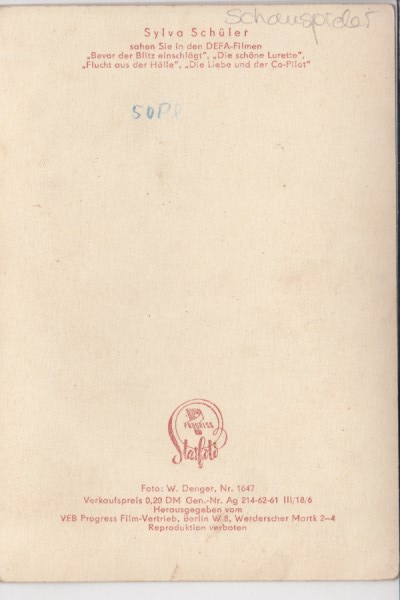 Schauspieler
Sylva Schüler
sahen Sie in den DEFA-Filmen
„Bevor der Blitz einschlägt", „Die schöne Lurette",
„Flucht aus der Hölle", „Die Liebe und der Co-Pilot"
50Pf
PROGRESS
Starfoto
Foto: W. Denger, Nr. 1647
Verkaufspreis 0,20 DM Gen.-Nr. Ag 214-62-61 III/18/6
Herausgegeben vom
VEB Progress Film-Vertrieb, Berlin W 8, Werderscher Markt 2–4
Reproduktion verboten